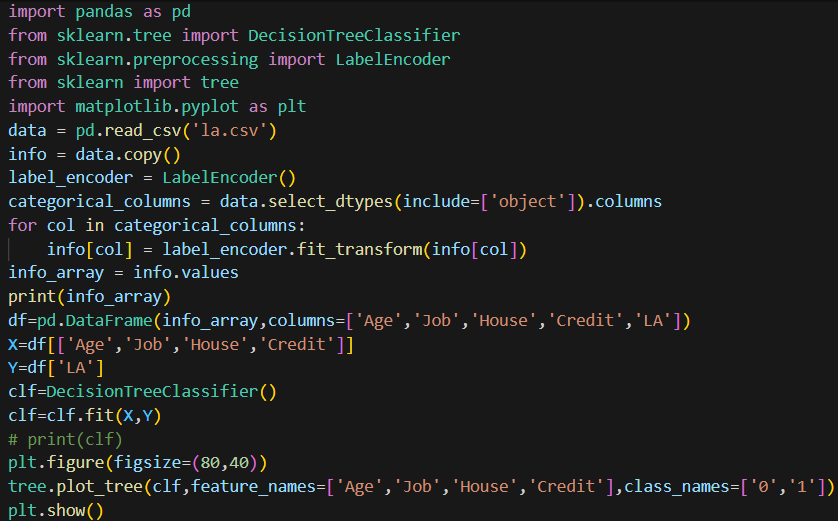 import pandas as pd
from sklearn.tree import DecisionTreeClassifier
from sklearn.preprocessing import LabelEncoder
from sklearn import tree
import matplotlib.pyplot as plt
data = pd.read_csv('la.csv')
info = data.copy()
label_encoder = LabelEncoder()
categorical_columns = data.select_dtypes(include=['object']).columns
for col in categorical_columns:
    info[col] = label_encoder.fit_transform(info[col])
info_array = info.values
print(info_array)
df=pd.DataFrame(info_array,columns=['Age','Job','House','Credit','LA'])
X=df[['Age','Job','House','Credit']]
Y=df['LA']
clf=DecisionTreeClassifier()
clf=clf.fit(X,Y)
# print(clf)
plt.figure(figsize=(80,40))
tree.plot_tree(clf,feature_names=['Age','Job','House','Credit'],class_names=['0','1'])
plt.show()